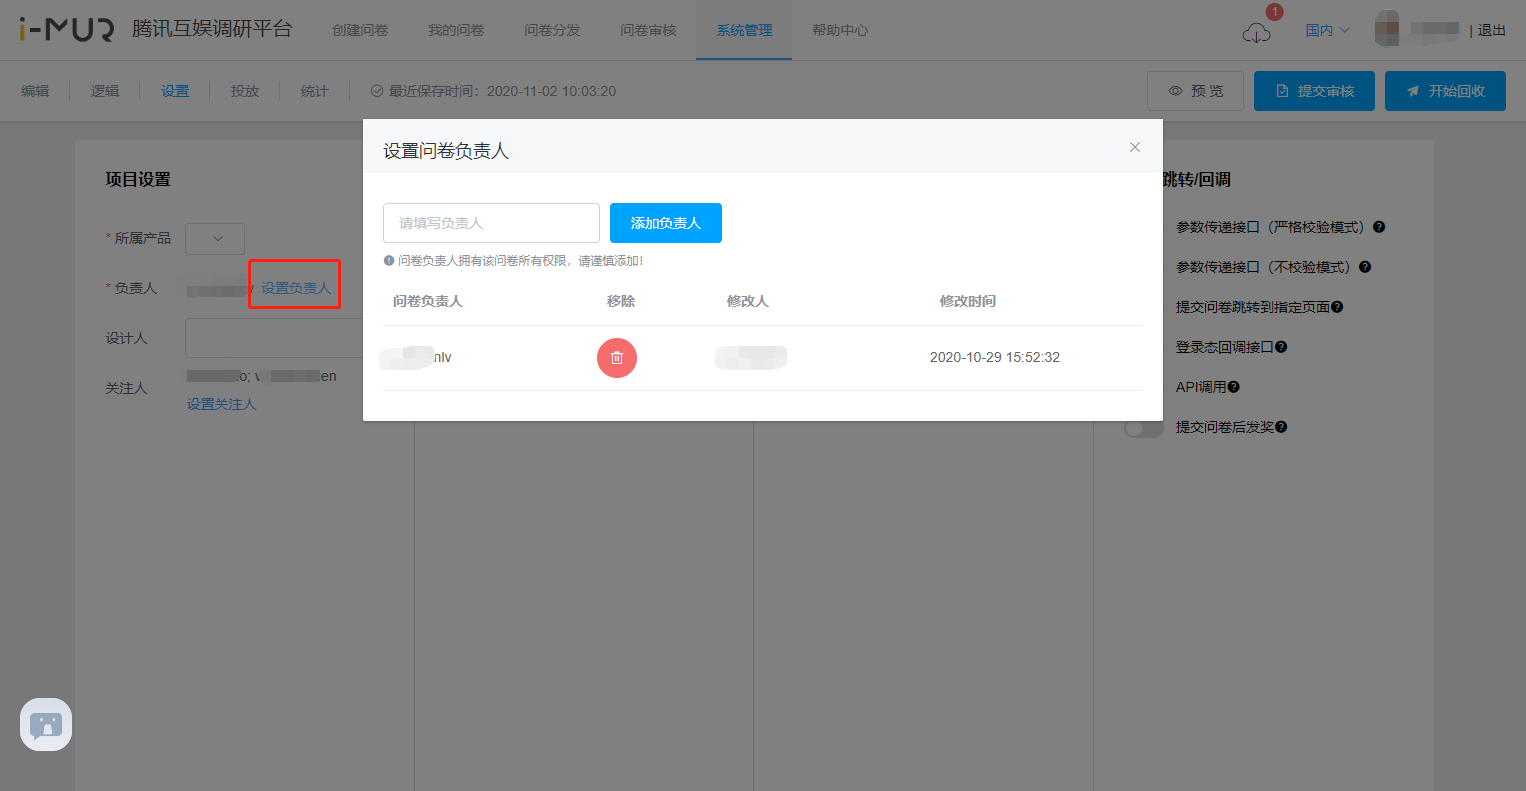 i-MUR 腾讯互娱调研平台 创建问卷 我的问卷 问卷分发 问卷审核 系统管理 帮助中心 1 国内 | 退出
编辑 逻辑 设置 投放 统计 最近保存时间：2020-11-02 10:03:20 预 览 提交审核 开始回收
设置问卷负责人
项目设置
跳转/回调
请填写负责人 添加负责人
* 所属产品
参数传递接口（严格校验模式）
问卷负责人拥有该问卷所有权限，请谨慎添加!
参数传递接口（不校验模式）
* 负责人 设置负责人
问卷负责人 移除 修改人 修改时间
提交问卷跳转到指定页面
设计人
登录态回调接口
mlv 2020-10-29 15:52:32
关注人 o; v en
API调用
设置关注人
提交问卷后发奖